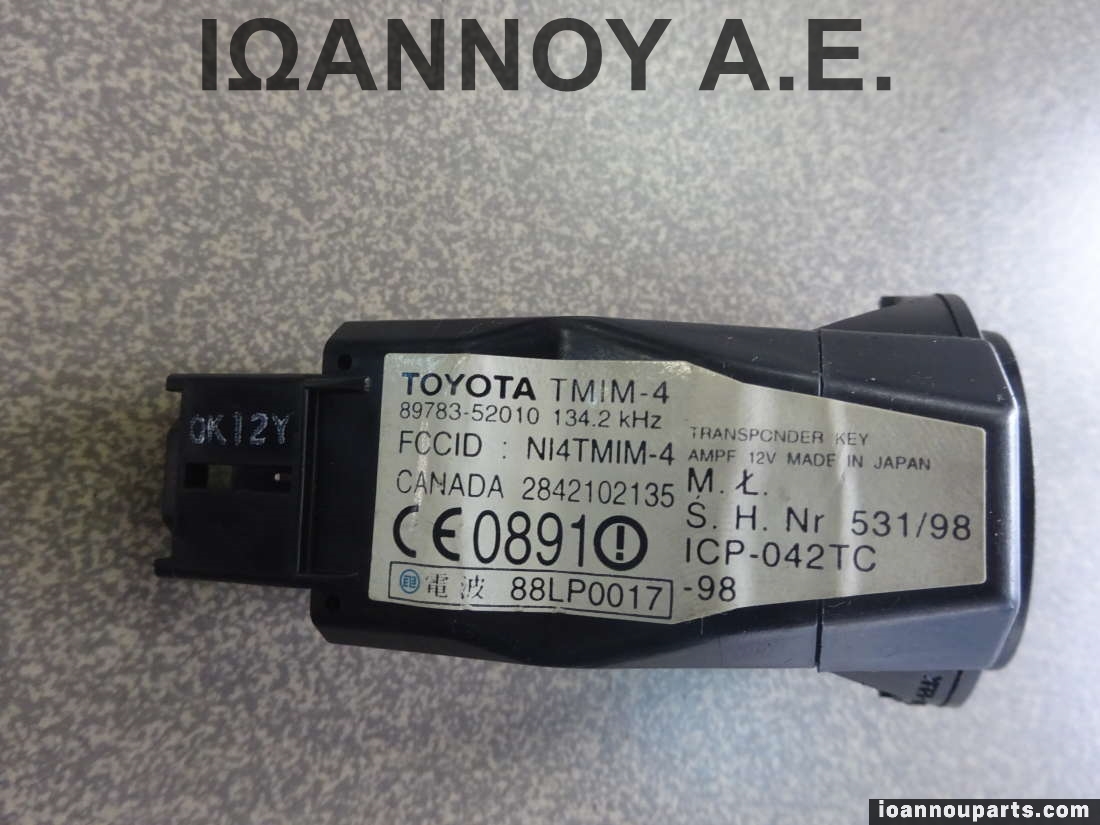 ΙΩΑΝΝΟΥ Α.Ε.
OK12Y
TOYOTA TMIM-4
89783-52010 134.2 kHz
FCCID : NI4TMIM-4
CANADA 2842102135
CE0891
電波 88LP0017
TRANSPONDER KEY
AMPF 12V MADE IN JAPAN
M. Ł.
Ś. H. Nr 531/98
ICP-042TC
-98
ioannouparts.com